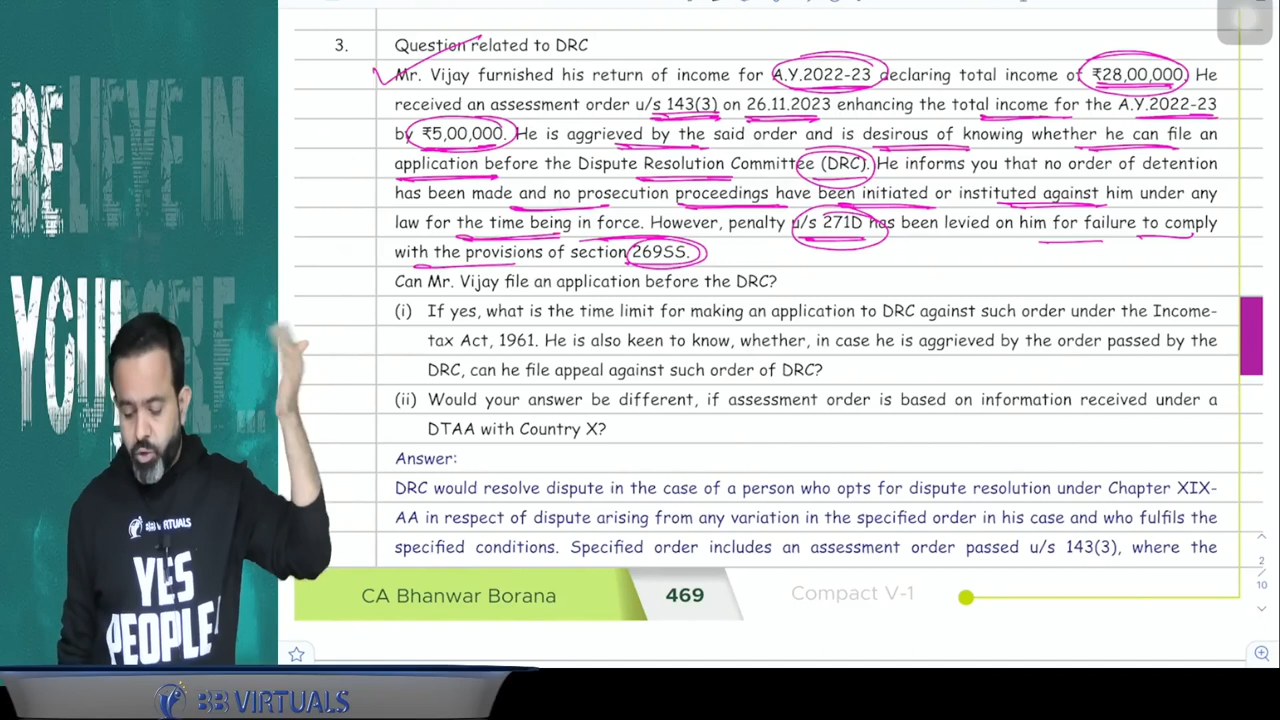 3. Question related to DRC
Mr. Vijay furnished his return of income for A.Y.2022-23 declaring total income of ₹28,00,000. He
received an assessment order u/s 143(3) on 26.11.2023 enhancing the total income for the A.Y.2022-23
by ₹5,00,000. He is aggrieved by the said order and is desirous of knowing whether he can file an
application before the Dispute Resolution Committee (DRC). He informs you that no order of detention
has been made and no prosecution proceedings have been initiated or instituted against him under any
law for the time being in force. However, penalty u/s 271D has been levied on him for failure to comply
with the provisions of section 269SS.
Can Mr. Vijay file an application before the DRC?
(i) If yes, what is the time limit for making an application to DRC against such order under the Income-
tax Act, 1961. He is also keen to know, whether, in case he is aggrieved by the order passed by the
DRC, can he file appeal against such order of DRC?
(ii) Would your answer be different, if assessment order is based on information received under a
DTAA with Country X?
Answer:
DRC would resolve dispute in the case of a person who opts for dispute resolution under Chapter XIX-
AA in respect of dispute arising from any variation in the specified order in his case and who fulfils the
specified conditions. Specified order includes an assessment order passed u/s 143(3), where the
CA Bhanwar Borana 469 Compact V-1
2
/
10
BELIEVE IN
BB VIRTUALS
YES
PEOPLE!
BB VIRTUALS